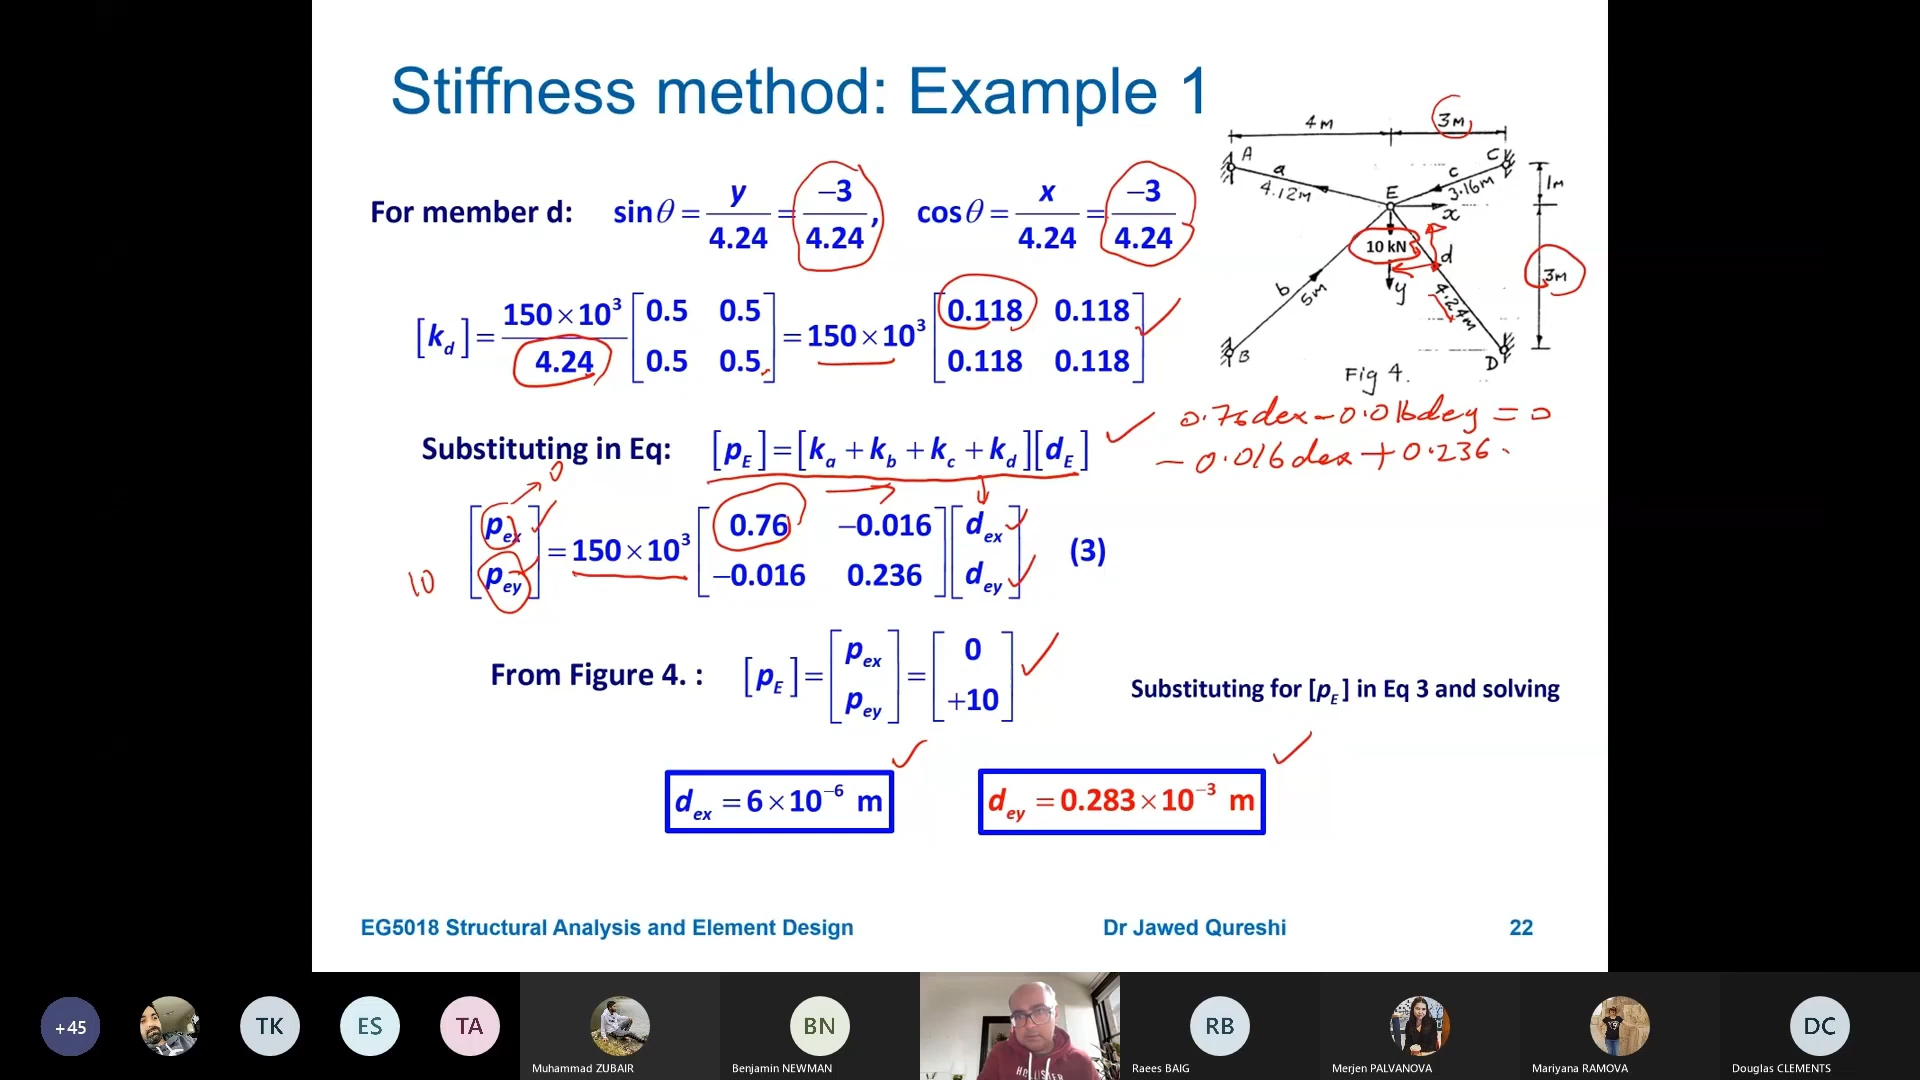 Stiffness method: Example 1
For member d: sinθ = y/4.24 = −3/4.24, cosθ = x/4.24 = −3/4.24
[k_d] = 150×10³/4.24 [0.5 0.5; 0.5 0.5] = 150×10³ [0.118 0.118; 0.118 0.118]
Substituting in Eq: [p_E] = [k_a + k_b + k_c + k_d][d_E]
[p_ex; p_ey] = 150×10³ [0.76 −0.016; −0.016 0.236][d_ex; d_ey] (3)
0
10
From Figure 4. : [p_E] = [p_ex; p_ey] = [0; +10]
Substituting for [p_E] in Eq 3 and solving
d_ex = 6×10⁻⁶ m
d_ey = 0.283×10⁻³ m
4M
3M
A
a
4.12M
C
c
3.16M
1M
E
x
10 kN
d
y
b
5M
4.24M
3M
B
D
Fig 4.
0.76dex - 0.016dey = 0
- 0.016dex + 0.236
EG5018 Structural Analysis and Element Design
Dr Jawed Qureshi
22
+45
TK
ES
TA
Muhammad ZUBAIR
BN
Benjamin NEWMAN
HOLLISTER
RB
Raees BAIG
Merjen PALVANOVA
Mariyana RAMOVA
DC
Douglas CLEMENTS